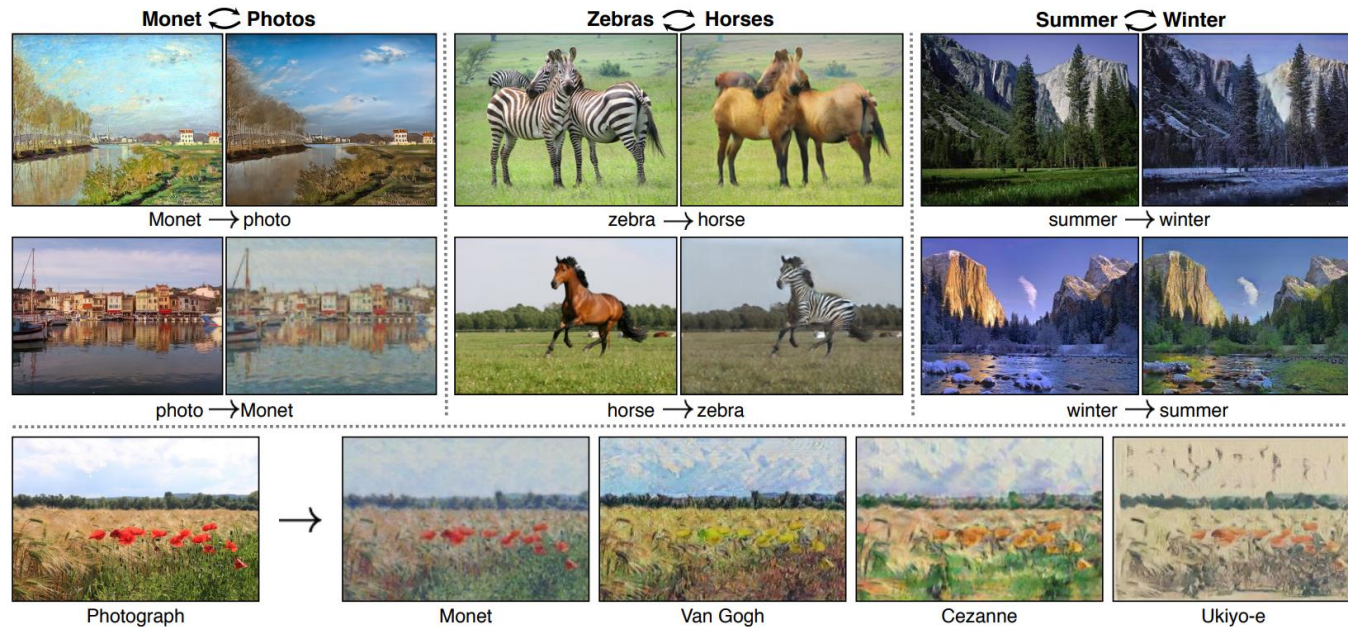 Monet Photos
Zebras Horses
Summer Winter
Monet → photo
zebra → horse
summer → winter
photo → Monet
horse → zebra
winter → summer
Photograph
Monet
Van Gogh
Cezanne
Ukiyo-e